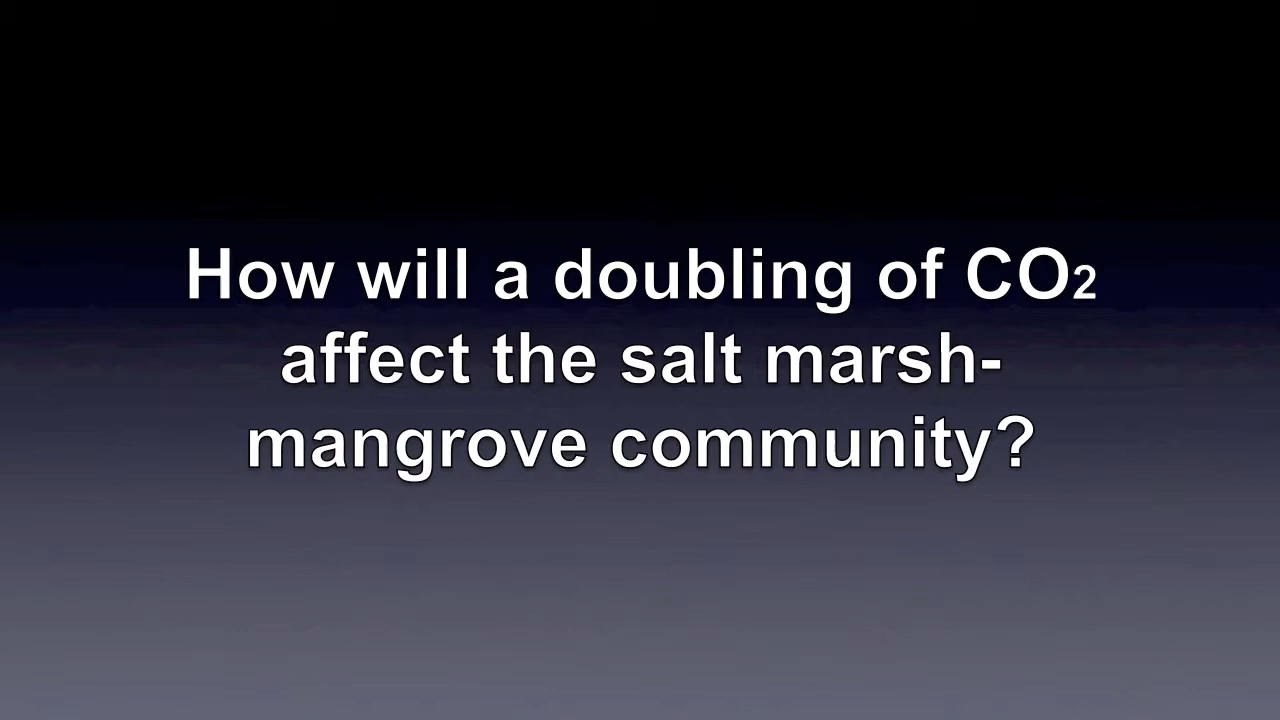 How will a doubling of CO₂
affect the salt marsh-
mangrove community?